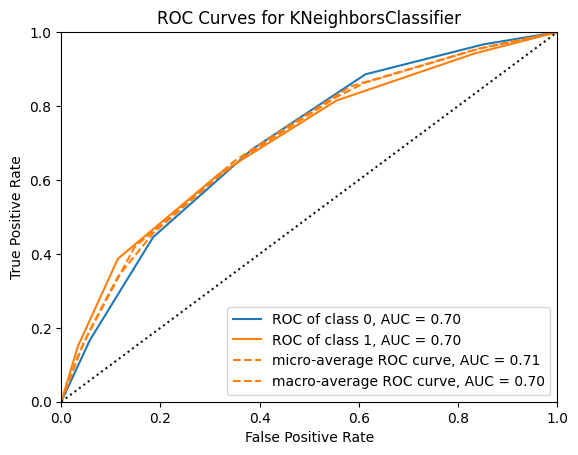 ROC Curves for KNeighborsClassifier
True Positive Rate
1.0
0.8
0.6
0.4
0.2
0.0
ROC of class 0, AUC = 0.70
ROC of class 1, AUC = 0.70
micro-average ROC curve, AUC = 0.71
macro-average ROC curve, AUC = 0.70
0.0 0.2 0.4 0.6 0.8 1.0
False Positive Rate